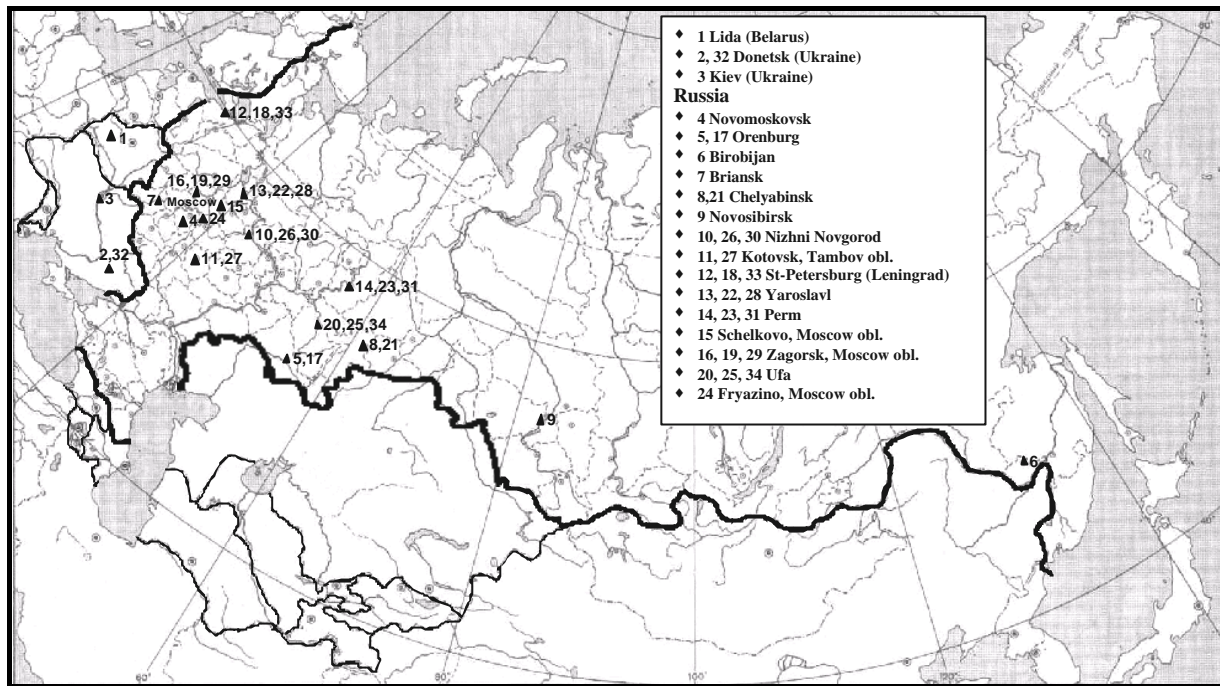 ◆ 1 Lida (Belarus)
◆ 2, 32 Donetsk (Ukraine)
◆ 3 Kiev (Ukraine)
Russia
◆ 4 Novomoskovsk
◆ 5, 17 Orenburg
◆ 6 Birobijan
◆ 7 Briansk
◆ 8,21 Chelyabinsk
◆ 9 Novosibirsk
◆ 10, 26, 30 Nizhni Novgorod
◆ 11, 27 Kotovsk, Tambov obl.
◆ 12, 18, 33 St-Petersburg (Leningrad)
◆ 13, 22, 28 Yaroslavl
◆ 14, 23, 31 Perm
◆ 15 Schelkovo, Moscow obl.
◆ 16, 19, 29 Zagorsk, Moscow obl.
◆ 20, 25, 34 Ufa
◆ 24 Fryazino, Moscow obl.
12,18,33
1
16,19,29
13,22,28
3
7
Moscow
15
4
24
10,26,30
2,32
11,27
14,23,31
20,25,34
8,21
5,17
9
6
60°
80°
100°
120°